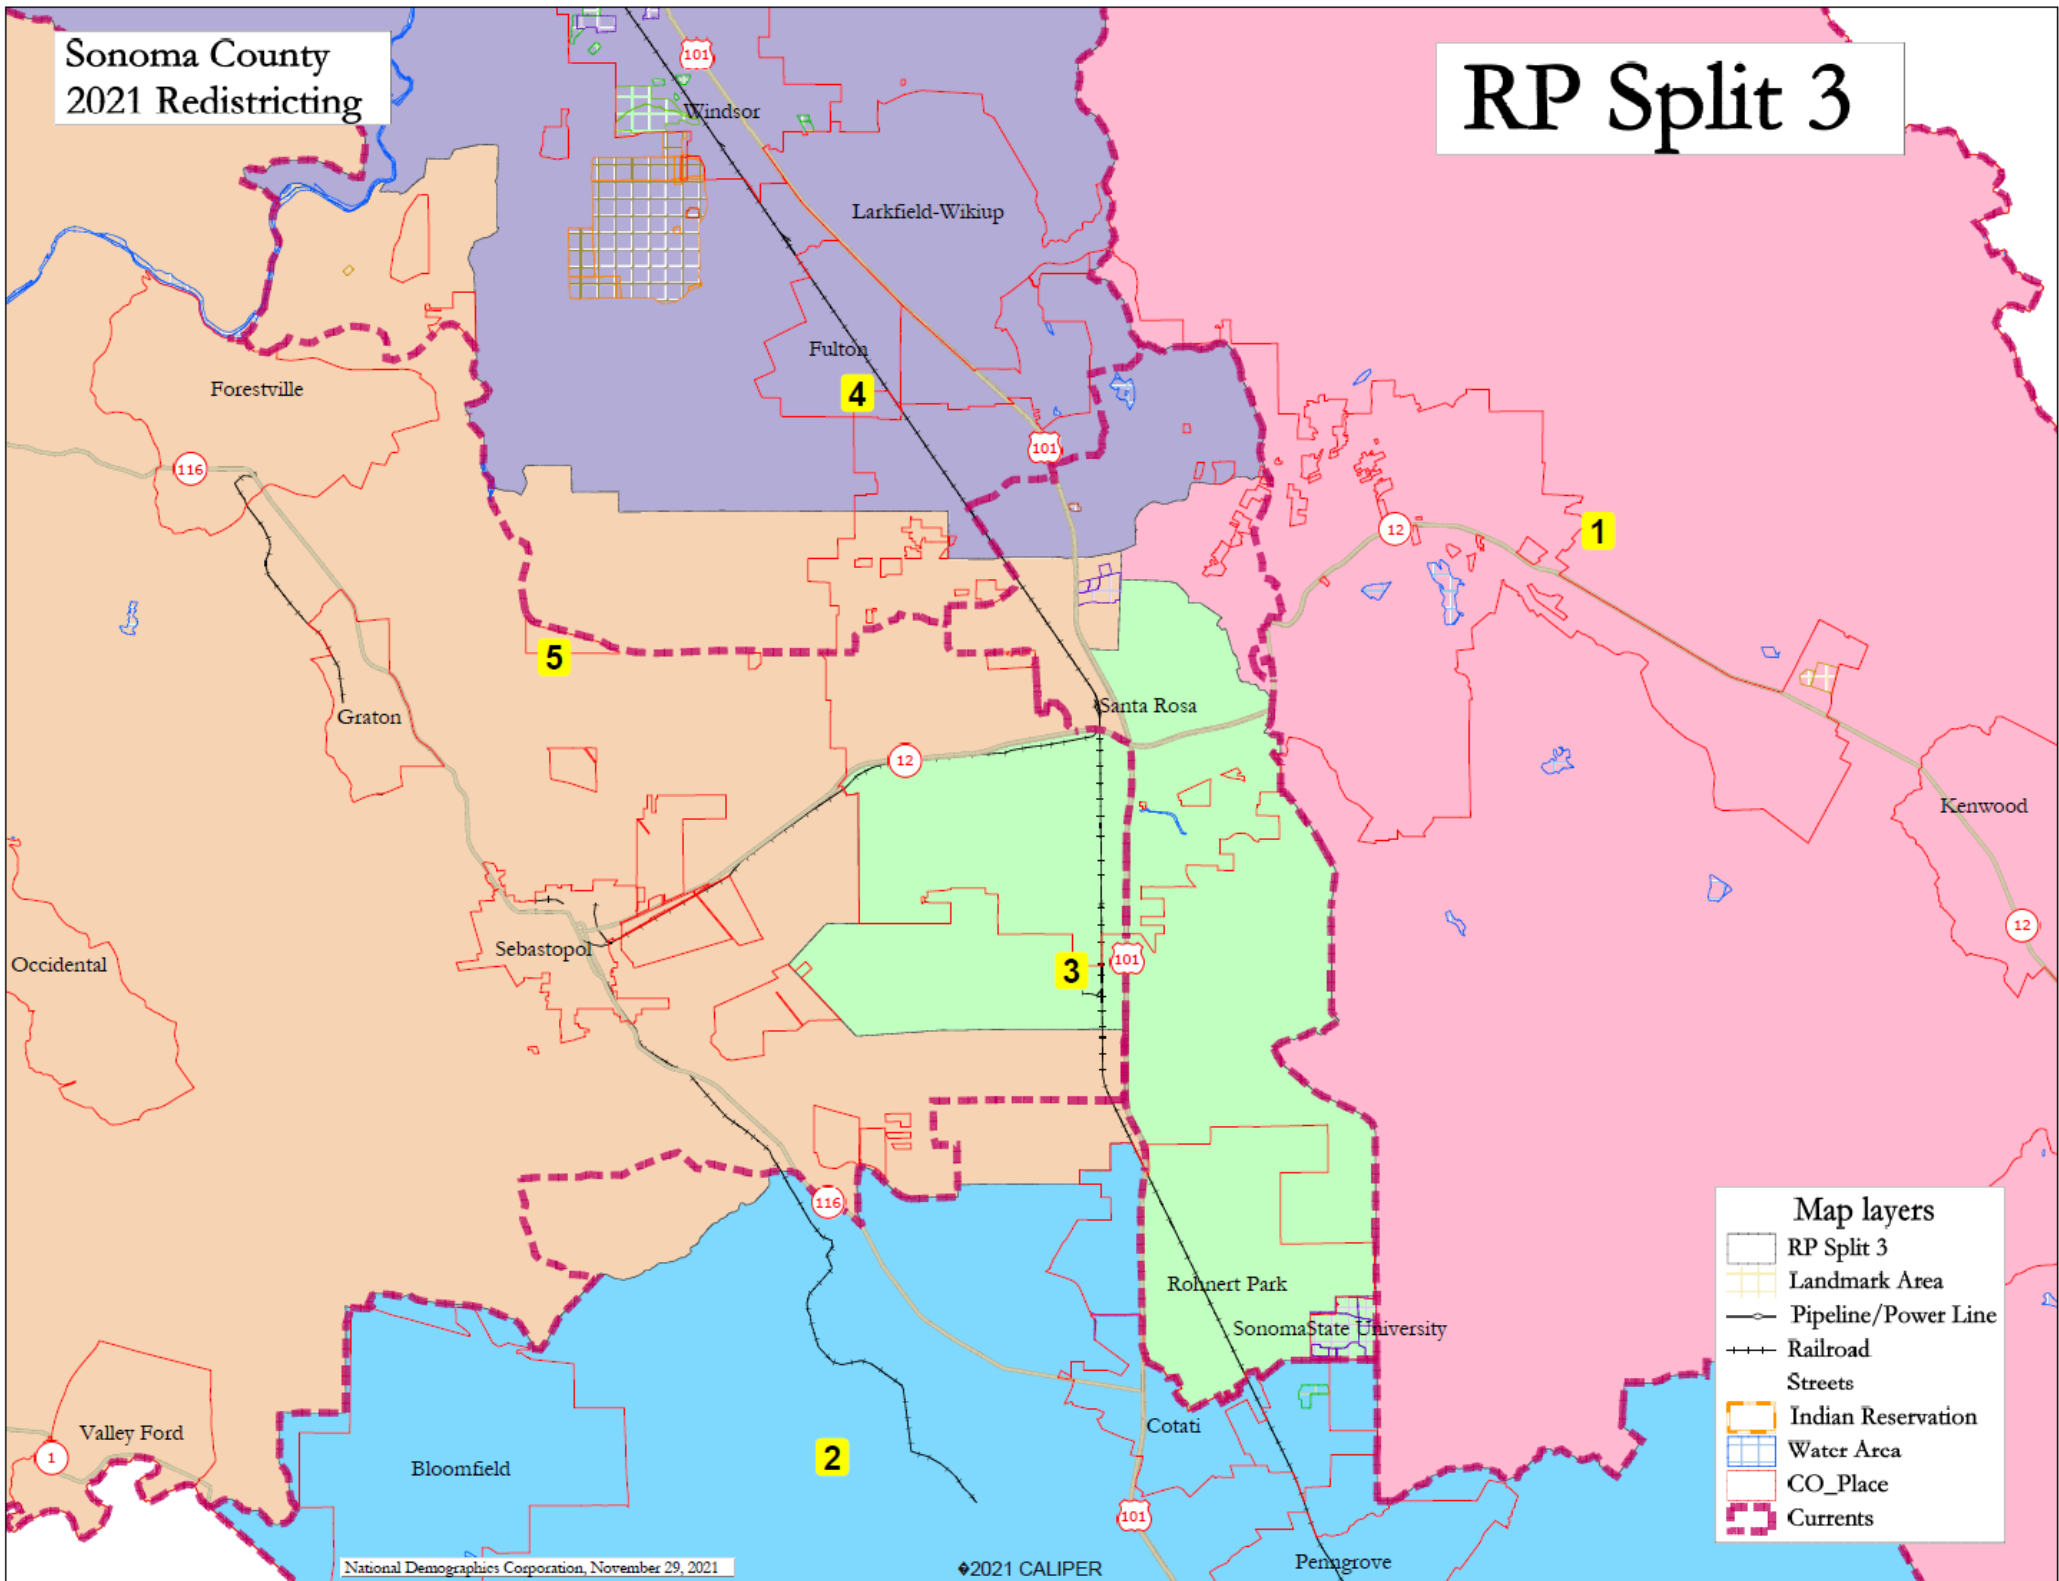 Sonoma County
2021 Redistricting
RP Split 3
101
Windsor
Larkfield-Wikiup
Fulton
4
Forestville
101
116
12
1
5
Santa Rosa
Graton
12
Kenwood
12
Sebastopol
Occidental
3
101
116
Rohnert Park
SonomaState University
Cotati
Valley Ford
1
Bloomfield
2
101
Penngrove
Map layers
RP Split 3
Landmark Area
Pipeline/Power Line
Railroad
Streets
Indian Reservation
Water Area
CO_Place
Currents
National Demographics Corporation, November 29, 2021
�2021 CALIPER